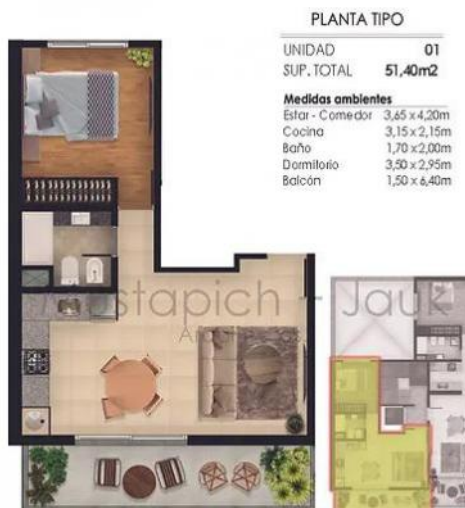 PLANTA TIPO
UNIDAD 01
SUP. TOTAL 51,40m2
Medidas ambientes
Estar - Comedor 3,65 x 4,20m
Cocina 3,15 x 2,15m
Baño 1,70 x 2,00m
Dormitorio 3,50 x 2,95m
Balcón 1,50 x 6,40m
stapich + Jauk